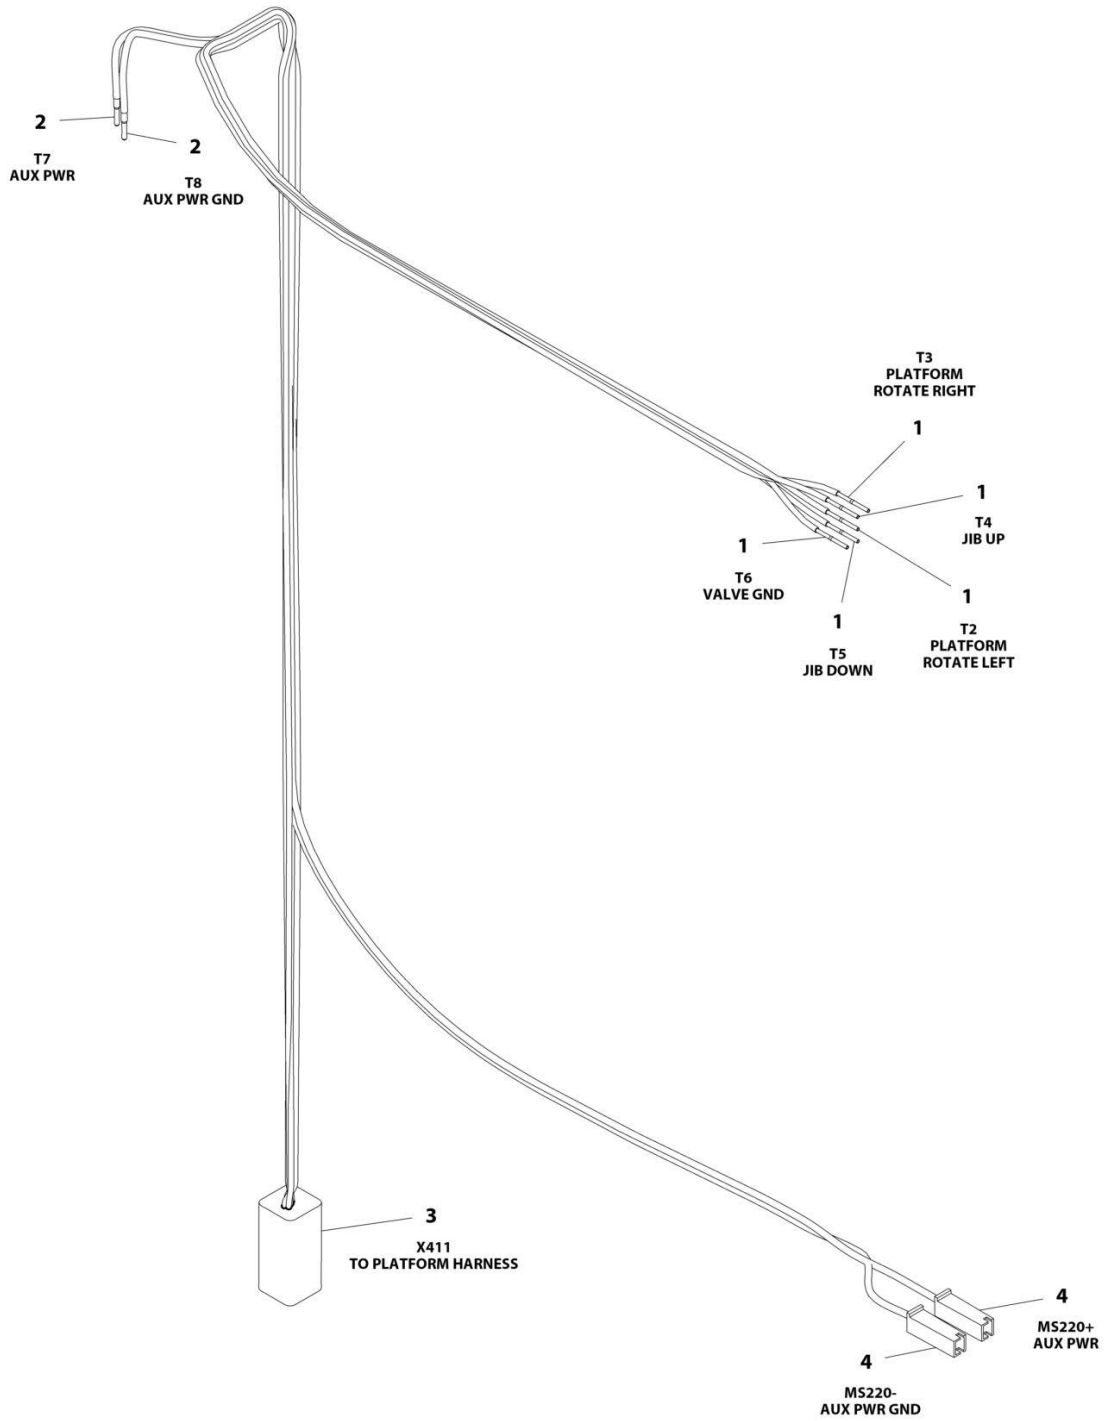 2
T7
AUX PWR
2
T8
AUX PWR GND
T3
PLATFORM
ROTATE RIGHT
1
1
T4
JIB UP
1
T6
VALVE GND
1
T5
JIB DOWN
1
T2
PLATFORM
ROTATE LEFT
3
X411
TO PLATFORM HARNESS
4
MS220+
AUX PWR
4
MS220-
AUX PWR GND